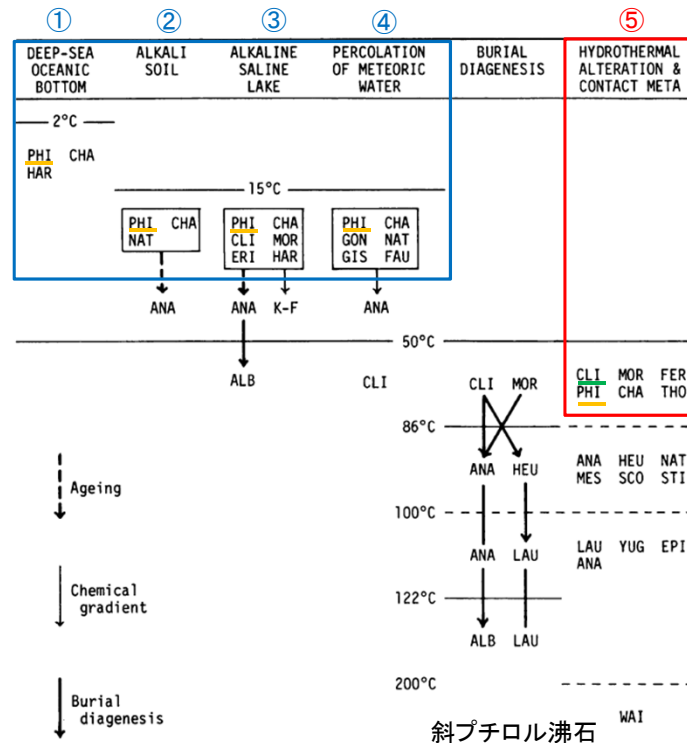 ① ② ③ ④ ⑤
DEEP-SEA OCEANIC BOTTOM
ALKALI SOIL
ALKALINE SALINE LAKE
PERCOLATION OF METEORIC WATER
BURIAL DIAGENESIS
HYDROTHERMAL ALTERATION & CONTACT META
2°C
PHI CHA
HAR
15°C
PHI CHA
NAT
PHI CHA
CLI MOR
ERI HAR
PHI CHA
GON NAT
GIS FAU
ANA
ANA K-F
ANA
50°C
ALB
CLI
CLI MOR
CLI MOR FER
PHI CHA THO
86°C
ANA HEU
ANA HEU NAT
MES SCO STI
Ageing
100°C
ANA LAU
LAU YUG EPI
ANA
Chemical
gradient
122°C
ALB LAU
200°C
Burial
diagenesis
WAI
斜プチロル沸石